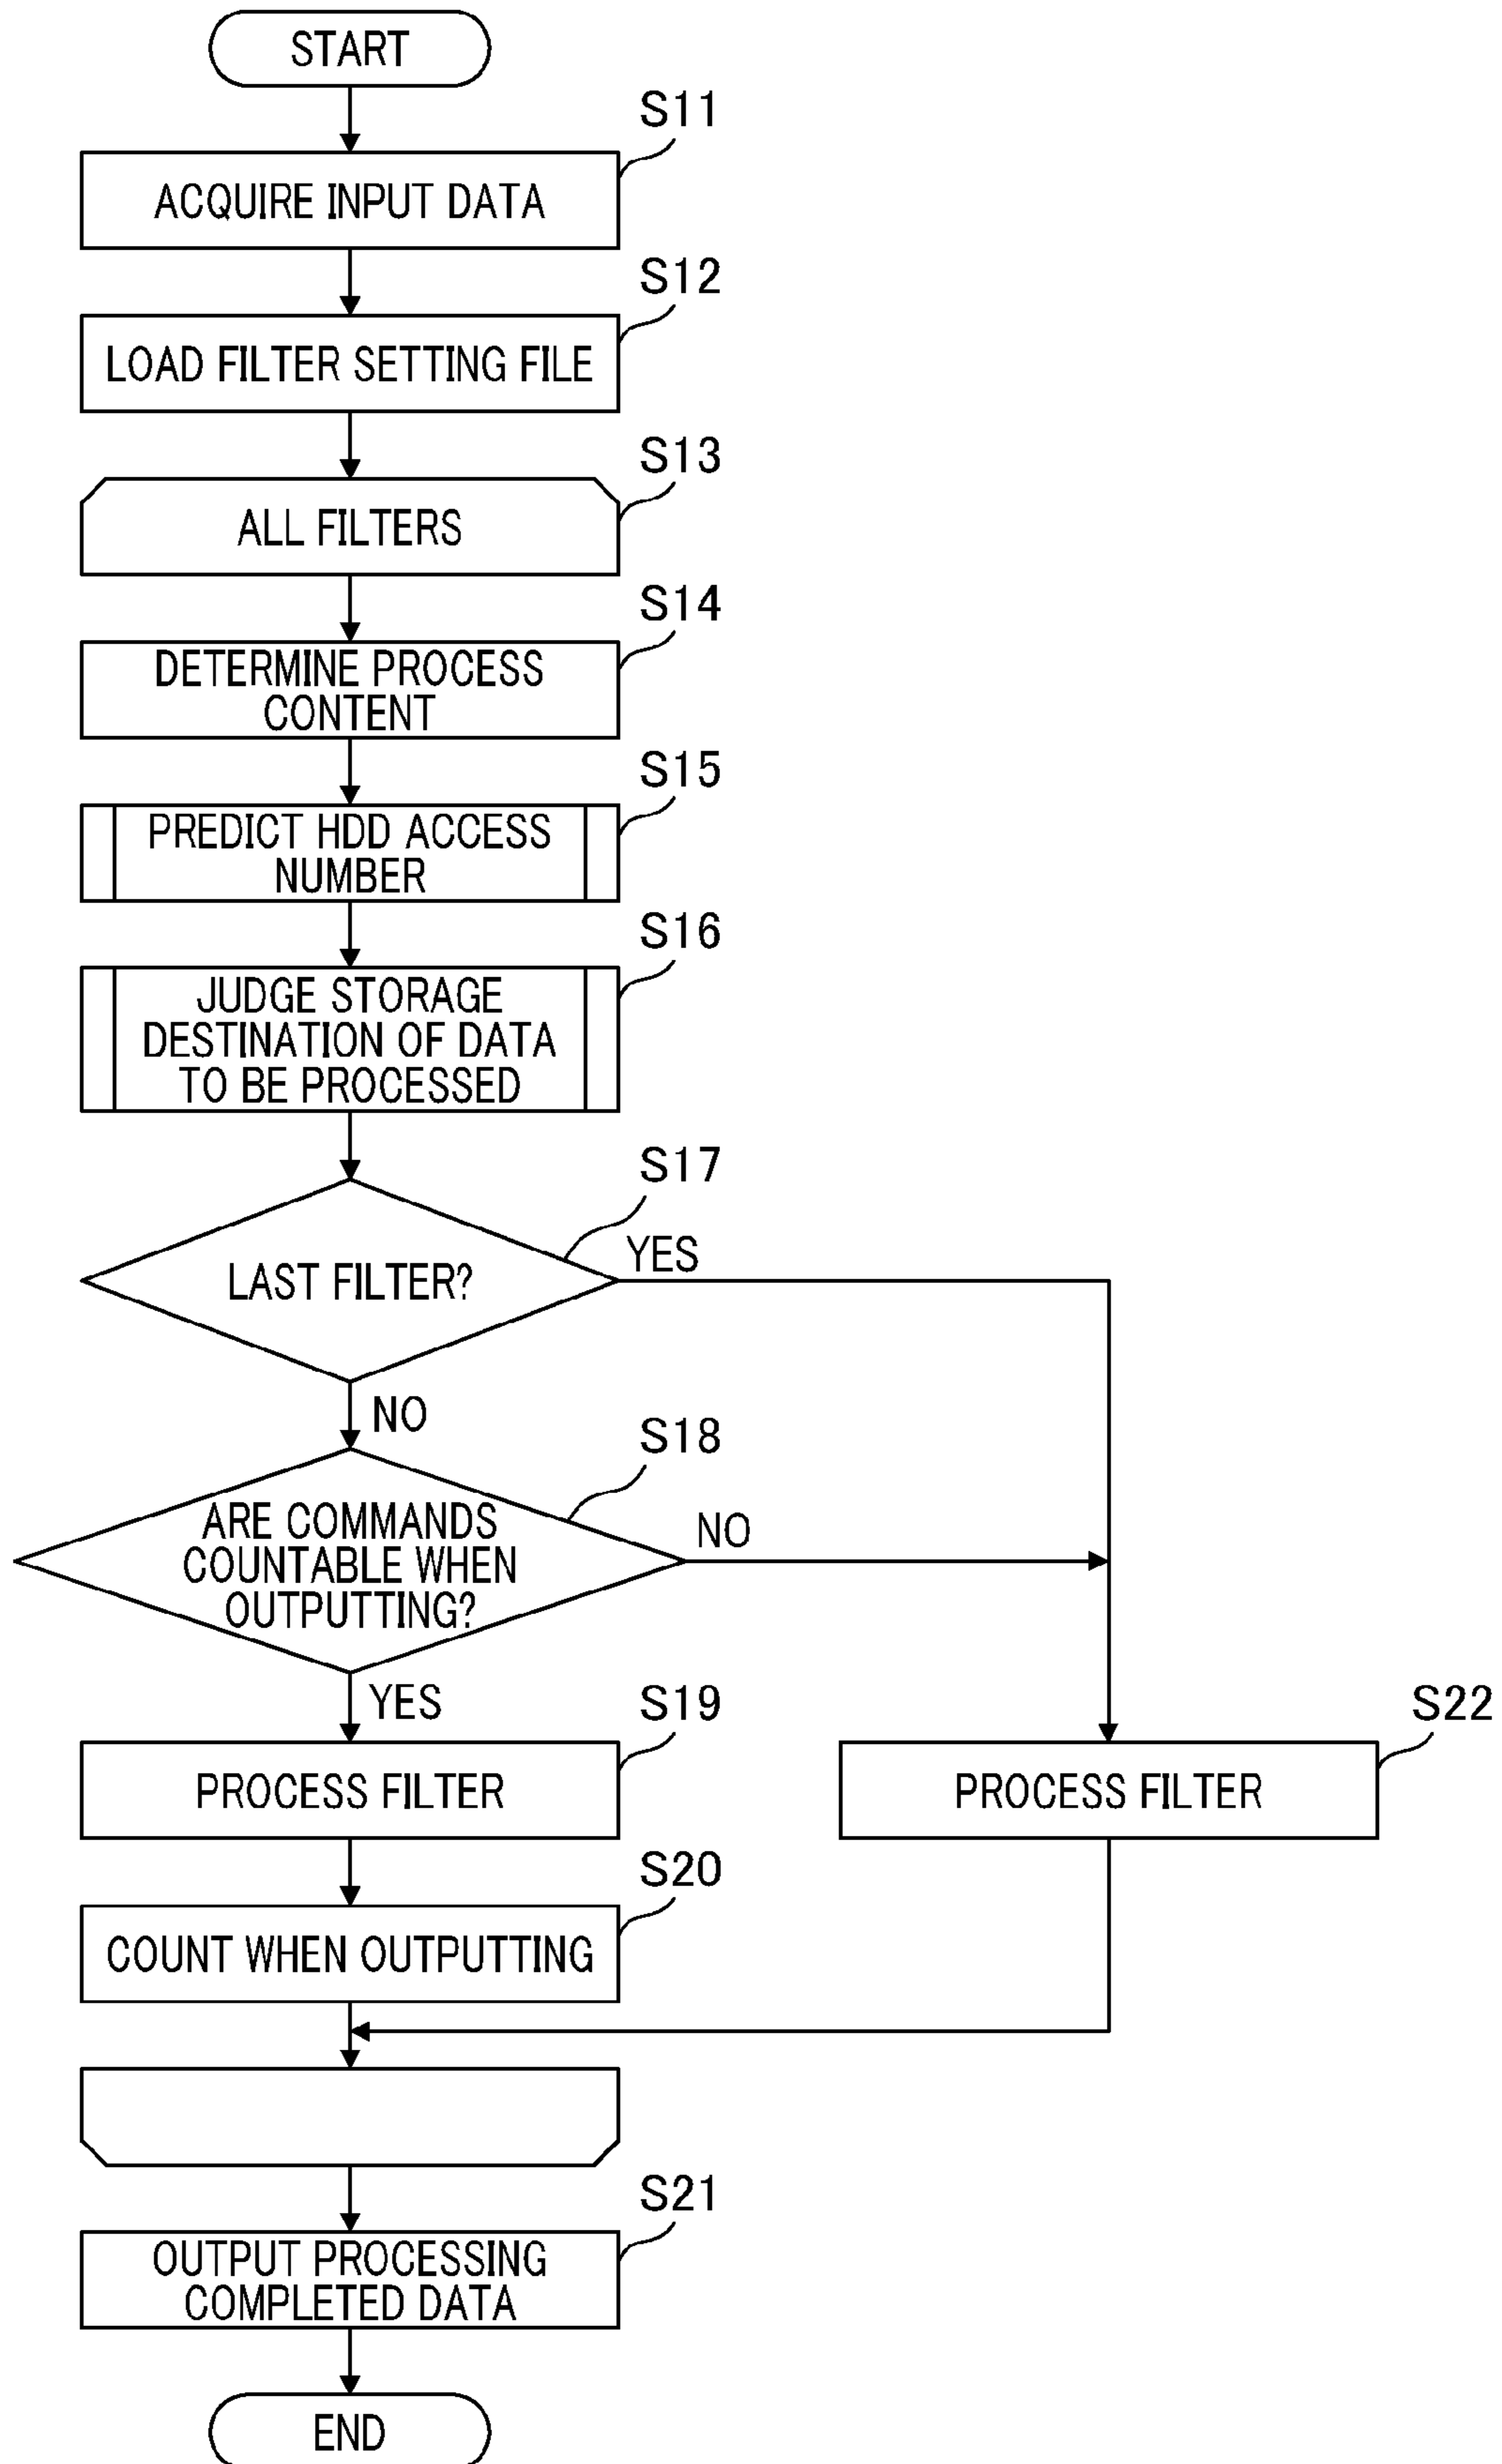 START
S11
ACQUIRE INPUT DATA
S12
LOAD FILTER SETTING FILE
S13
ALL FILTERS
S14
DETERMINE PROCESS
CONTENT
S15
PREDICT HDD ACCESS
NUMBER
S16
JUDGE STORAGE
DESTINATION OF DATA
TO BE PROCESSED
S17
YES
LAST FILTER?
NO
S18
ARE COMMANDS
COUNTABLE WHEN
OUTPUTTING?
NO
YES
S19
PROCESS FILTER
S22
PROCESS FILTER
S20
COUNT WHEN OUTPUTTING
S21
OUTPUT PROCESSING
COMPLETED DATA
END